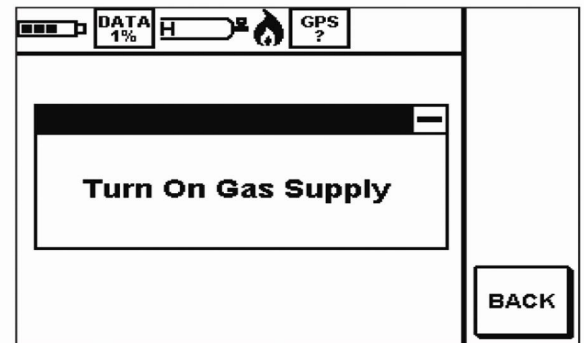 DATA
1%
H
GPS
?
Turn On Gas Supply
BACK